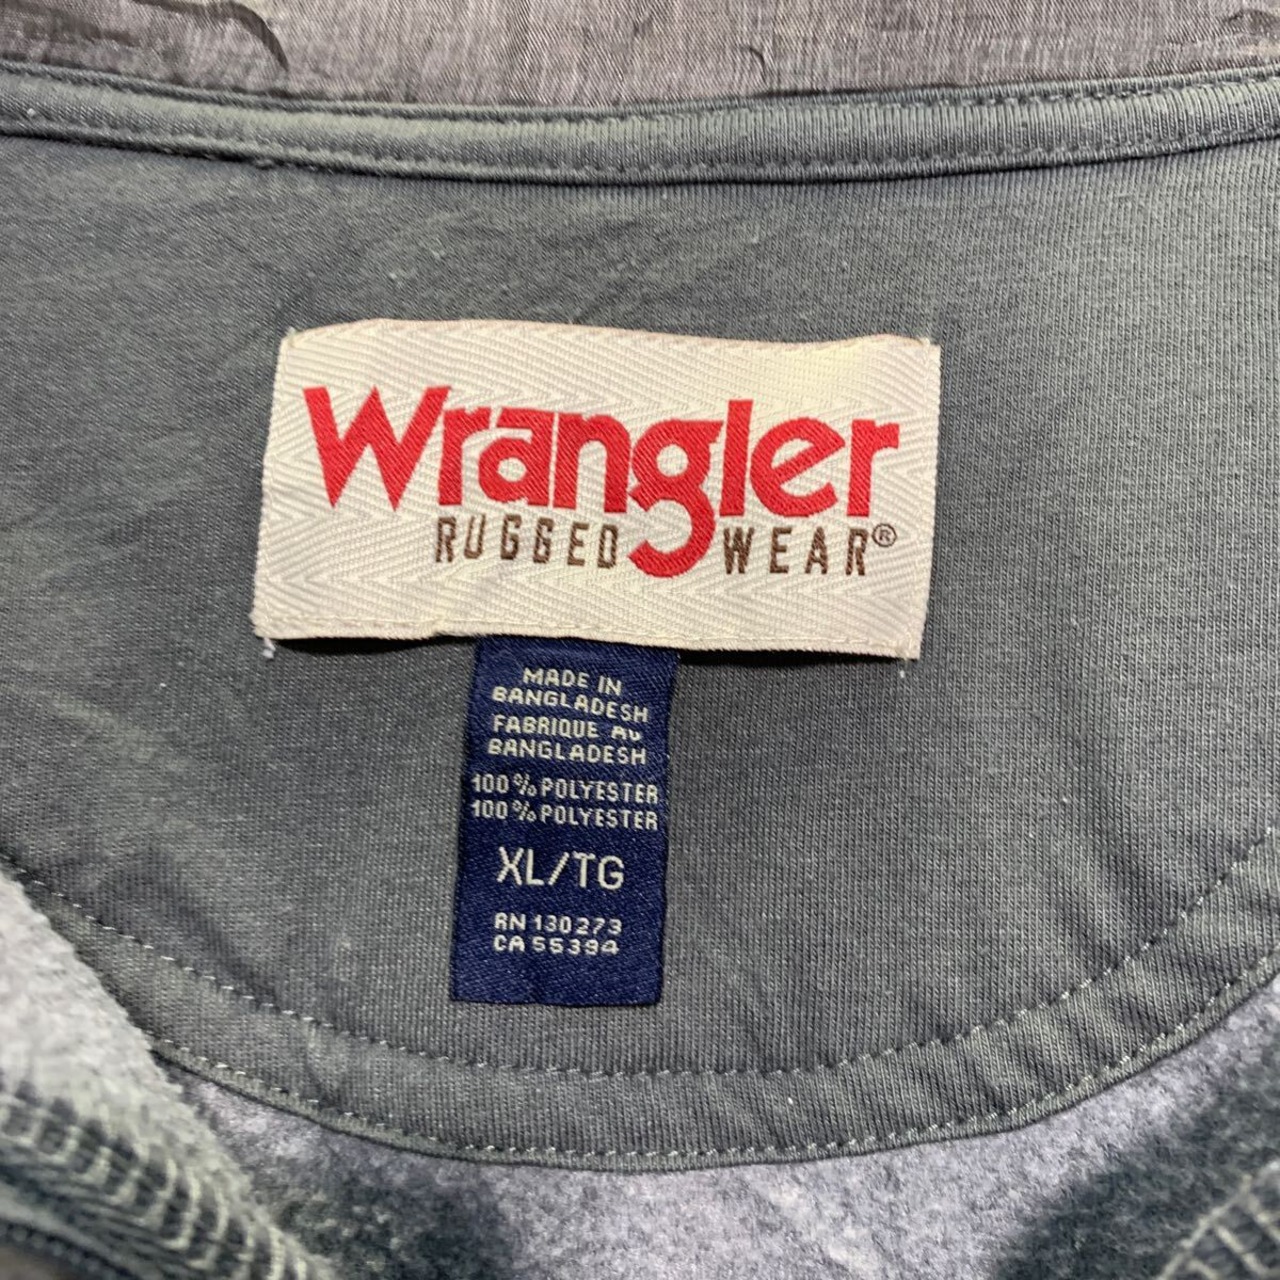 Wrangler
RUGGED WEAR®
MADE IN
BANGLADESH
FABRIQUE AU
BANGLADESH
100% POLYESTER
100% POLYESTER
XL/TG
RN 130273
CA 55394